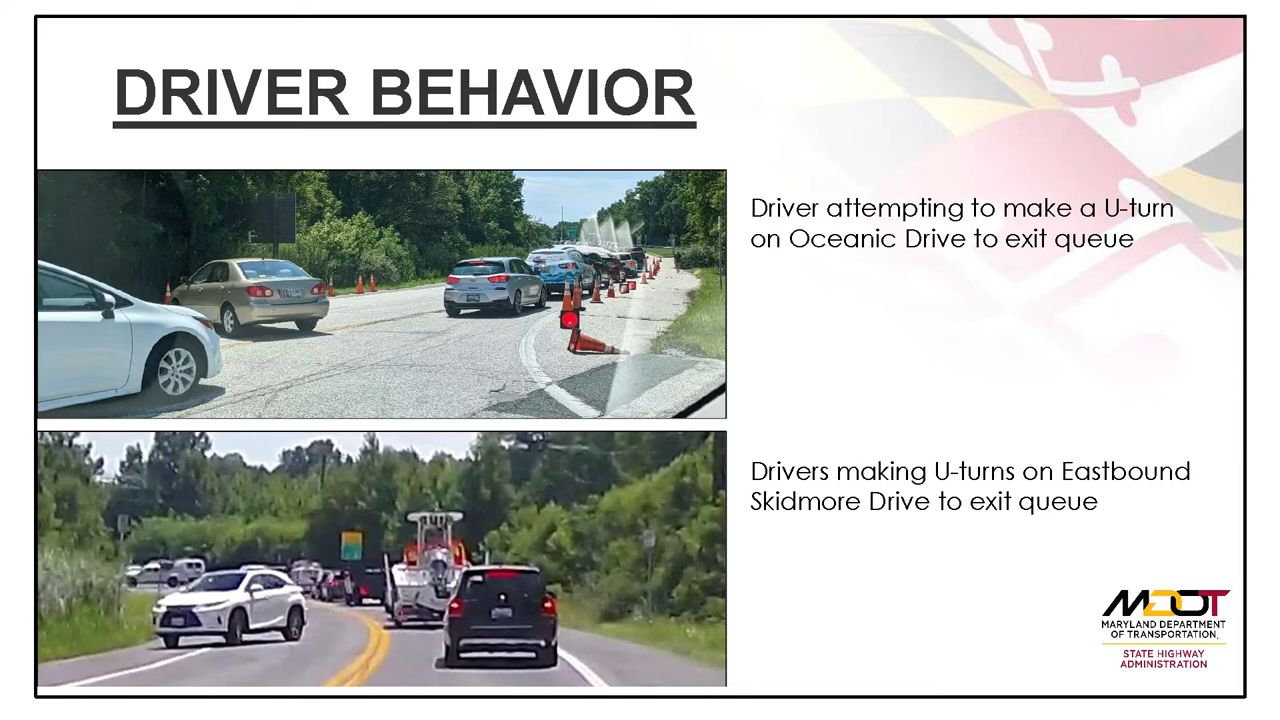 DRIVER BEHAVIOR
Driver attempting to make a U-turn
on Oceanic Drive to exit queue
Drivers making U-turns on Eastbound
Skidmore Drive to exit queue
MDOT
MARYLAND DEPARTMENT
OF TRANSPORTATION
STATE HIGHWAY
ADMINISTRATION